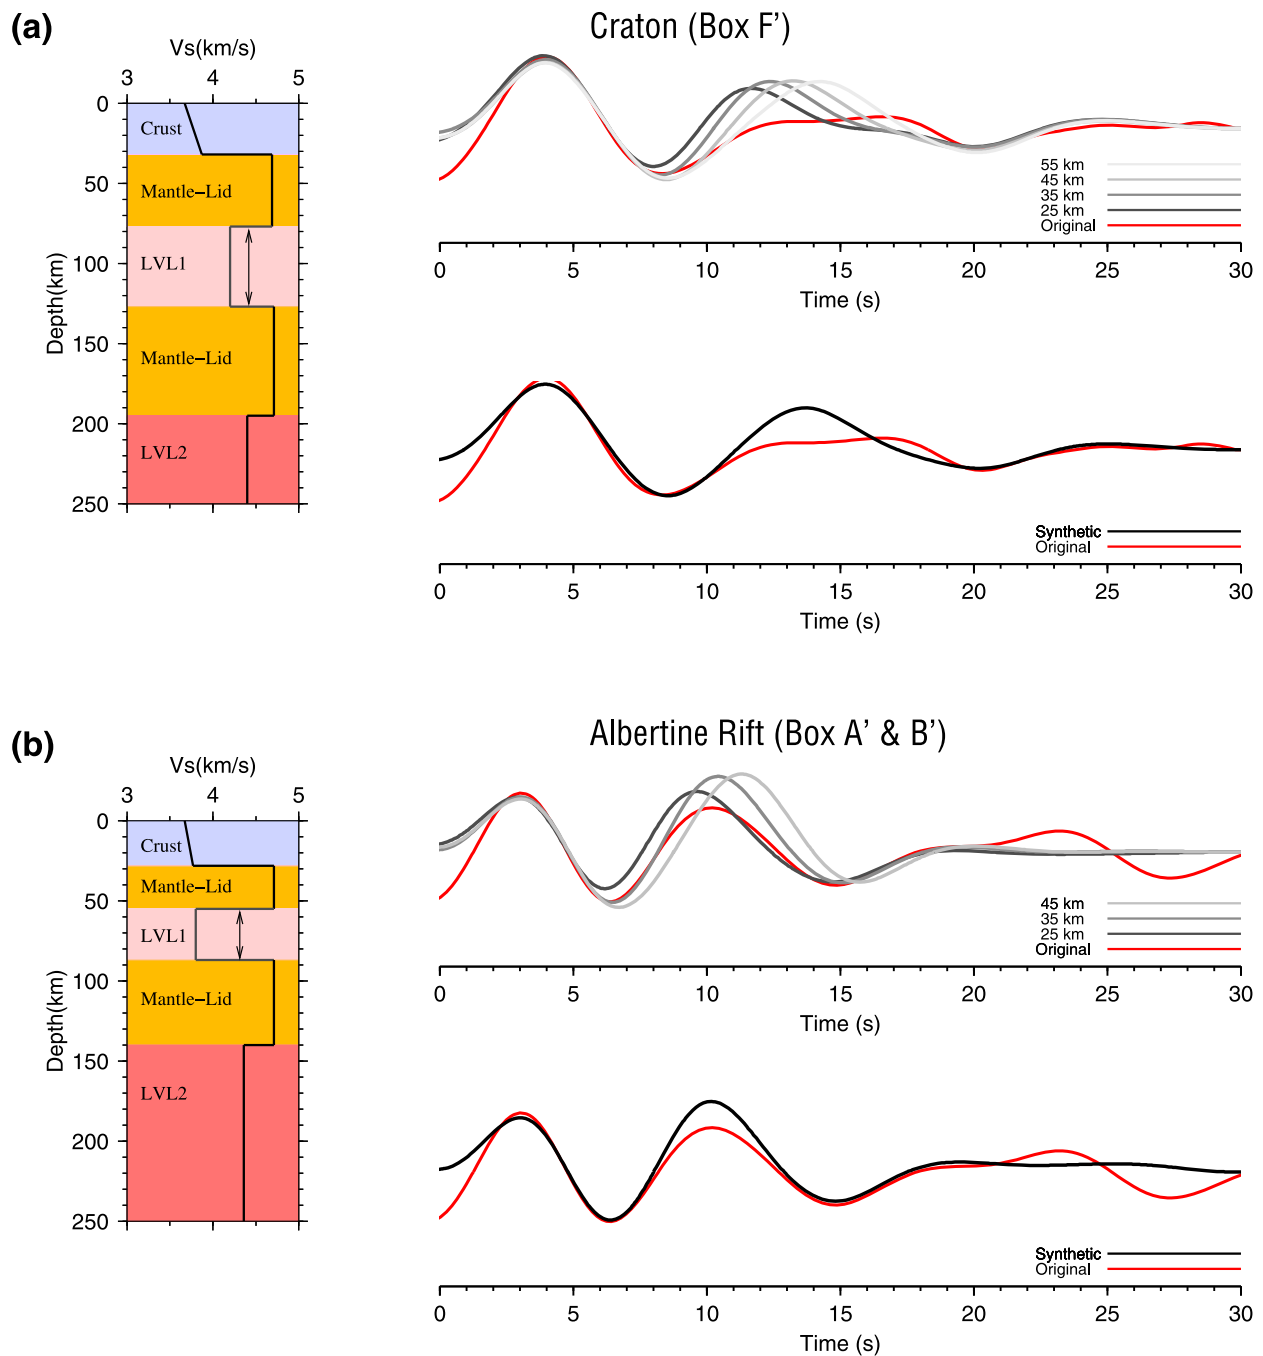 (a)
Craton (Box F’)
Vs(km/s)
3 4 5
0
50
100
150
200
250
Depth(km)
Crust
Mantle–Lid
LVL1
Mantle–Lid
LVL2
55 km
45 km
35 km
25 km
Original
0 5 10 15 20 25 30
Time (s)
Synthetic
Original
0 5 10 15 20 25 30
Time (s)
(b)
Albertine Rift (Box A’ & B’)
Vs(km/s)
3 4 5
0
50
100
150
200
250
Depth(km)
Crust
Mantle–Lid
LVL1
Mantle–Lid
LVL2
45 km
35 km
25 km
Original
0 5 10 15 20 25 30
Time (s)
Synthetic
Original
0 5 10 15 20 25 30
Time (s)